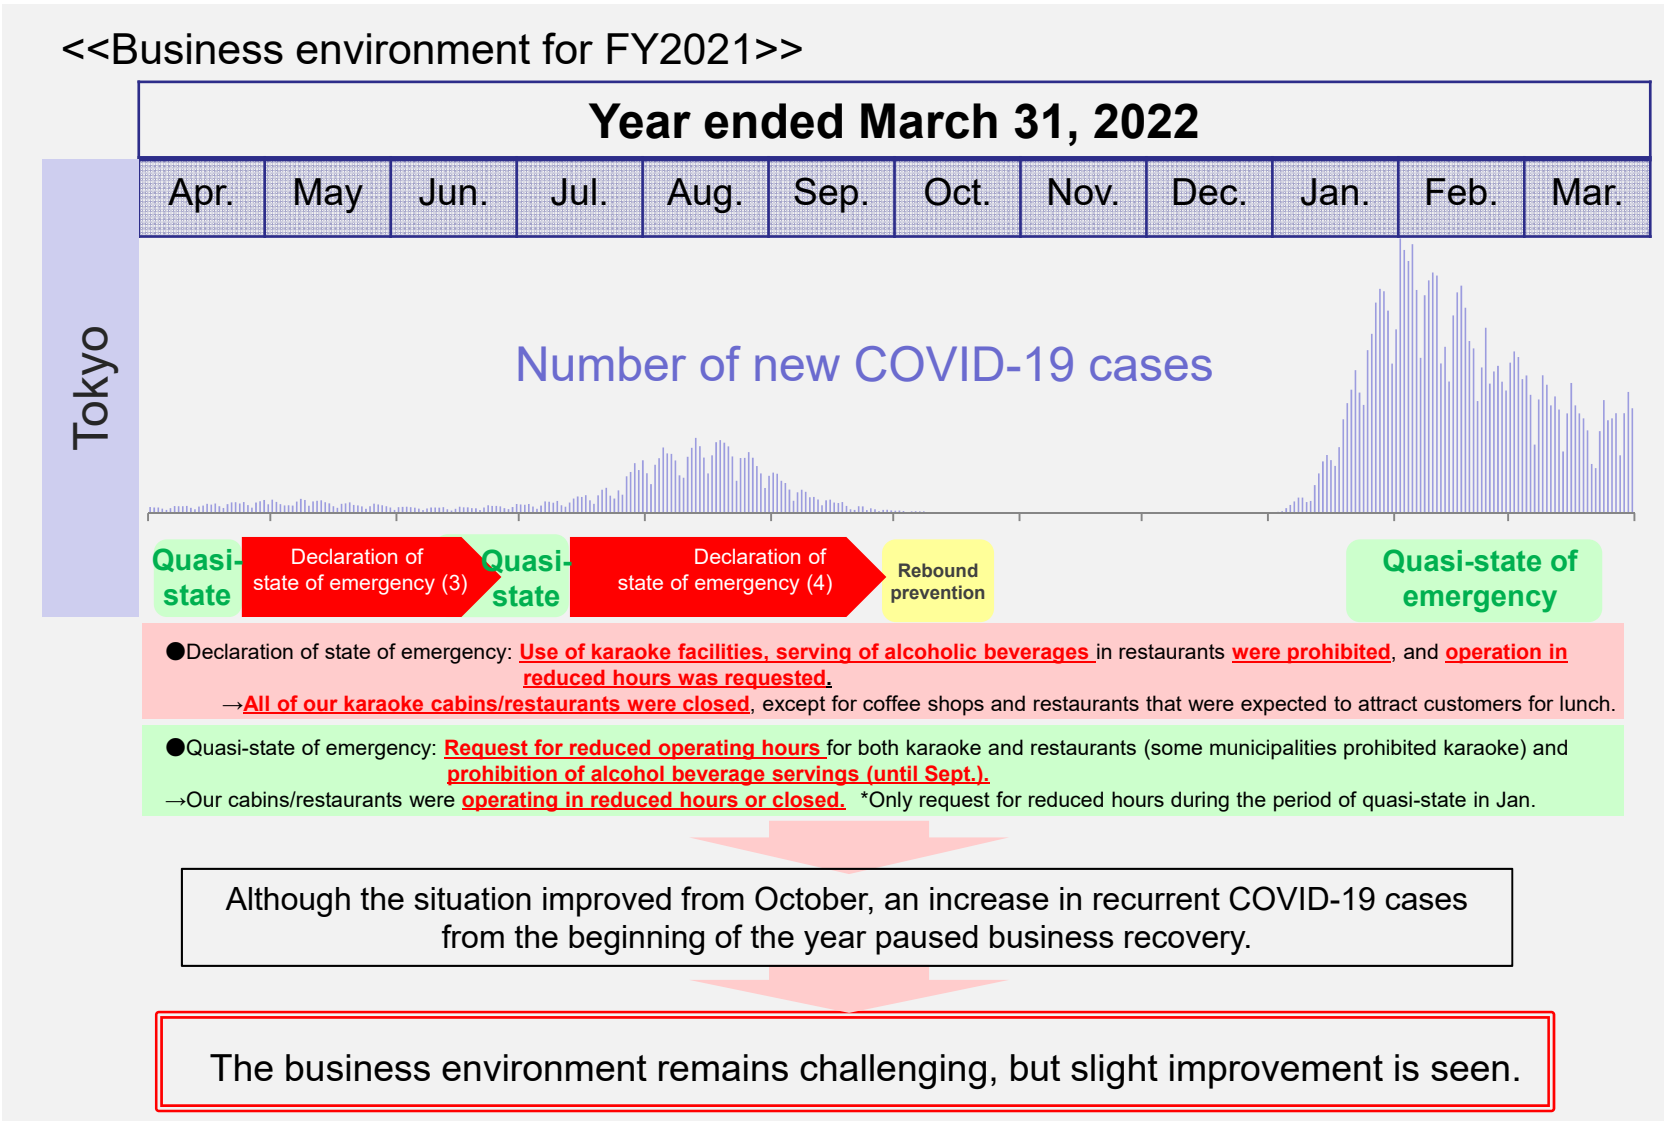 <<Business environment for FY2021>>
Year ended March 31, 2022
Apr. May Jun. Jul. Aug. Sep. Oct. Nov. Dec. Jan. Feb. Mar.
Tokyo
Number of new COVID-19 cases
Quasi-
state
Declaration of
state of emergency (3)
Quasi-
state
Declaration of
state of emergency (4)
Rebound
prevention
Quasi-state of
emergency
●Declaration of state of emergency: Use of karaoke facilities, serving of alcoholic beverages in restaurants were prohibited, and operation in
reduced hours was requested.
→All of our karaoke cabins/restaurants were closed, except for coffee shops and restaurants that were expected to attract customers for lunch.
●Quasi-state of emergency: Request for reduced operating hours for both karaoke and restaurants (some municipalities prohibited karaoke) and
prohibition of alcohol beverage servings (until Sept.).
→Our cabins/restaurants were operating in reduced hours or closed. *Only request for reduced hours during the period of quasi-state in Jan.
Although the situation improved from October, an increase in recurrent COVID-19 cases
from the beginning of the year paused business recovery.
The business environment remains challenging, but slight improvement is seen.